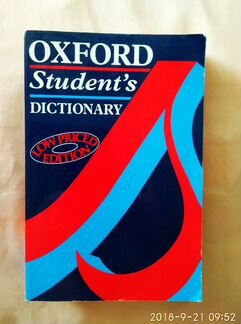 OXFORD
Student's
DICTIONARY
LOW PRICED
EDITION
2018-9-21 09:52